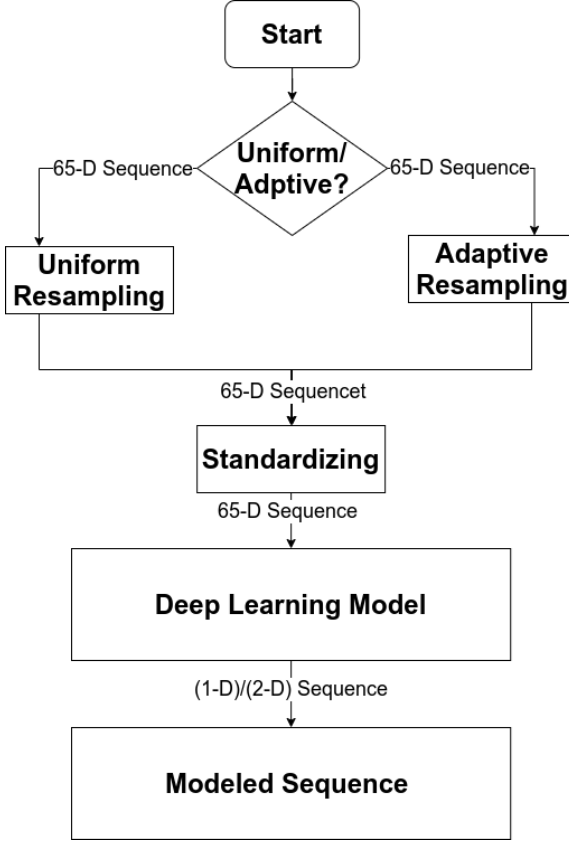 Start
Uniform/
Adptive?
65-D Sequence
65-D Sequence
Uniform
Resampling
Adaptive
Resampling
65-D Sequencet
Standardizing
65-D Sequence
Deep Learning Model
(1-D)/(2-D) Sequence
Modeled Sequence